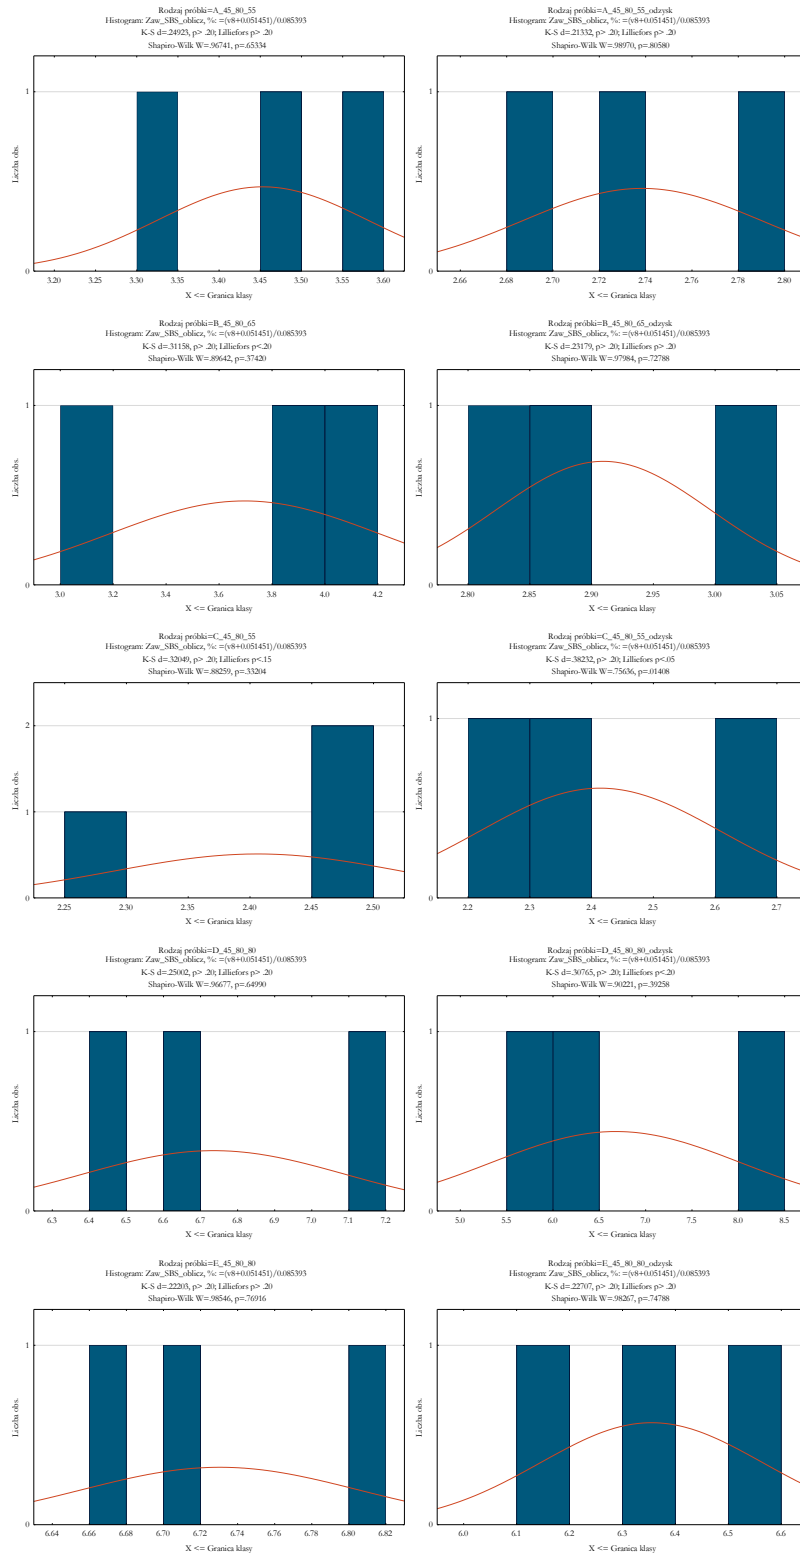 Rodzaj próbki=A_45_80_55
Histogram: Zaw_SBS_oblicz, %: =(v8+0.051451)/0.085393
K-S d=.24923, p> .20; Lilliefors p> .20
Shapiro-Wilk W=.96741, p=.65334
1
0
Liczba obs.
3.20 3.25 3.30 3.35 3.40 3.45 3.50 3.55 3.60
X <= Granica klasy
Rodzaj próbki=A_45_80_55_odzysk
Histogram: Zaw_SBS_oblicz, %: =(v8+0.051451)/0.085393
K-S d=.21332, p> .20; Lilliefors p> .20
Shapiro-Wilk W=.98970, p=.80580
1
0
Liczba obs.
2.66 2.68 2.70 2.72 2.74 2.76 2.78 2.80
X <= Granica klasy
Rodzaj próbki=B_45_80_65
Histogram: Zaw_SBS_oblicz, %: =(v8+0.051451)/0.085393
K-S d=.31158, p> .20; Lilliefors p<.20
Shapiro-Wilk W=.89642, p=.37420
1
0
Liczba obs.
3.0 3.2 3.4 3.6 3.8 4.0 4.2
X <= Granica klasy
Rodzaj próbki=B_45_80_65_odzysk
Histogram: Zaw_SBS_oblicz, %: =(v8+0.051451)/0.085393
K-S d=.23179, p> .20; Lilliefors p> .20
Shapiro-Wilk W=.97984, p=.72788
1
0
Liczba obs.
2.80 2.85 2.90 2.95 3.00 3.05
X <= Granica klasy
Rodzaj próbki=C_45_80_55
Histogram: Zaw_SBS_oblicz, %: =(v8+0.051451)/0.085393
K-S d=.32049, p> .20; Lilliefors p<.15
Shapiro-Wilk W=.88259, p=.33204
2
1
0
Liczba obs.
2.25 2.30 2.35 2.40 2.45 2.50
X <= Granica klasy
Rodzaj próbki=C_45_80_55_odzysk
Histogram: Zaw_SBS_oblicz, %: =(v8+0.051451)/0.085393
K-S d=.38232, p> .20; Lilliefors p<.05
Shapiro-Wilk W=.75636, p=.01408
1
0
Liczba obs.
2.2 2.3 2.4 2.5 2.6 2.7
X <= Granica klasy
Rodzaj próbki=D_45_80_80
Histogram: Zaw_SBS_oblicz, %: =(v8+0.051451)/0.085393
K-S d=.25002, p> .20; Lilliefors p> .20
Shapiro-Wilk W=.96677, p=.64990
1
0
Liczba obs.
6.3 6.4 6.5 6.6 6.7 6.8 6.9 7.0 7.1 7.2
X <= Granica klasy
Rodzaj próbki=D_45_80_80_odzysk
Histogram: Zaw_SBS_oblicz, %: =(v8+0.051451)/0.085393
K-S d=.30765, p> .20; Lilliefors p<.20
Shapiro-Wilk W=.90221, p=.39258
1
0
Liczba obs.
5.0 5.5 6.0 6.5 7.0 7.5 8.0 8.5
X <= Granica klasy
Rodzaj próbki=E_45_80_80
Histogram: Zaw_SBS_oblicz, %: =(v8+0.051451)/0.085393
K-S d=.22203, p> .20; Lilliefors p> .20
Shapiro-Wilk W=.98546, p=.76916
1
0
Liczba obs.
6.64 6.66 6.68 6.70 6.72 6.74 6.76 6.78 6.80 6.82
X <= Granica klasy
Rodzaj próbki=E_45_80_80_odzysk
Histogram: Zaw_SBS_oblicz, %: =(v8+0.051451)/0.085393
K-S d=.22707, p> .20; Lilliefors p> .20
Shapiro-Wilk W=.98267, p=.74788
1
0
Liczba obs.
6.0 6.1 6.2 6.3 6.4 6.5 6.6
X <= Granica klasy